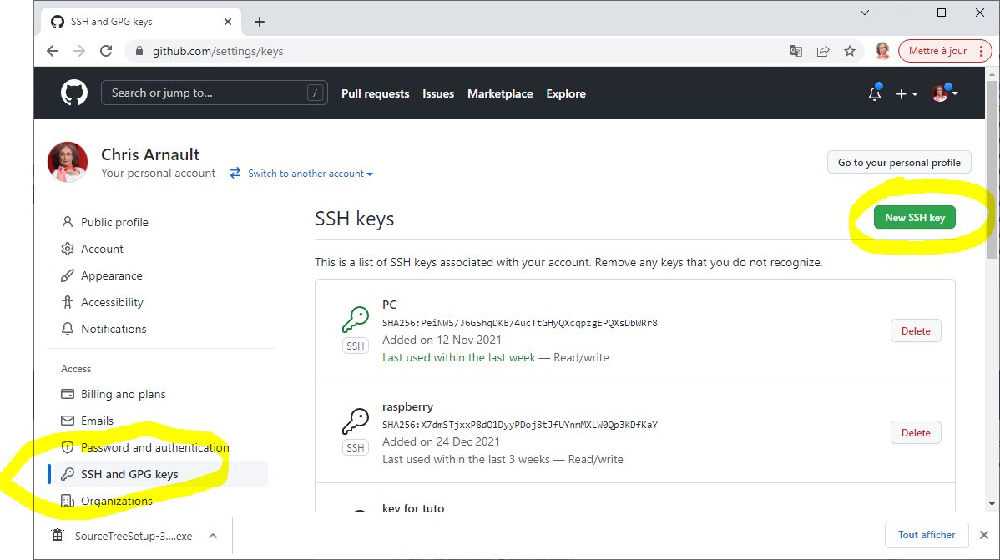 SSH and GPG keys
github.com/settings/keys
Mettre à jour
Search or jump to...
/
Pull requests
Issues
Marketplace
Explore
Chris Arnault
Your personal account
Switch to another account
Go to your personal profile
Public profile
Account
Appearance
Accessibility
Notifications
Access
Billing and plans
Emails
Password and authentication
SSH and GPG keys
Organizations
SSH keys
New SSH key
This is a list of SSH keys associated with your account. Remove any keys that you do not recognize.
PC
SHA256:PeiNWS/J6GShqDKB/4ucTtGHyQXcqpzgEPQXsDbWRr8
Added on 12 Nov 2021
Last used within the last week — Read/write
SSH
Delete
raspberry
SHA256:X7dmSTjxxP8dO1DyyPDoj8tJfUYnmMXLW0Qp3KDfKaY
Added on 24 Dec 2021
Last used within the last 3 weeks — Read/write
SSH
Delete
key for tuto
SourceTreeSetup-3....exe
Tout afficher